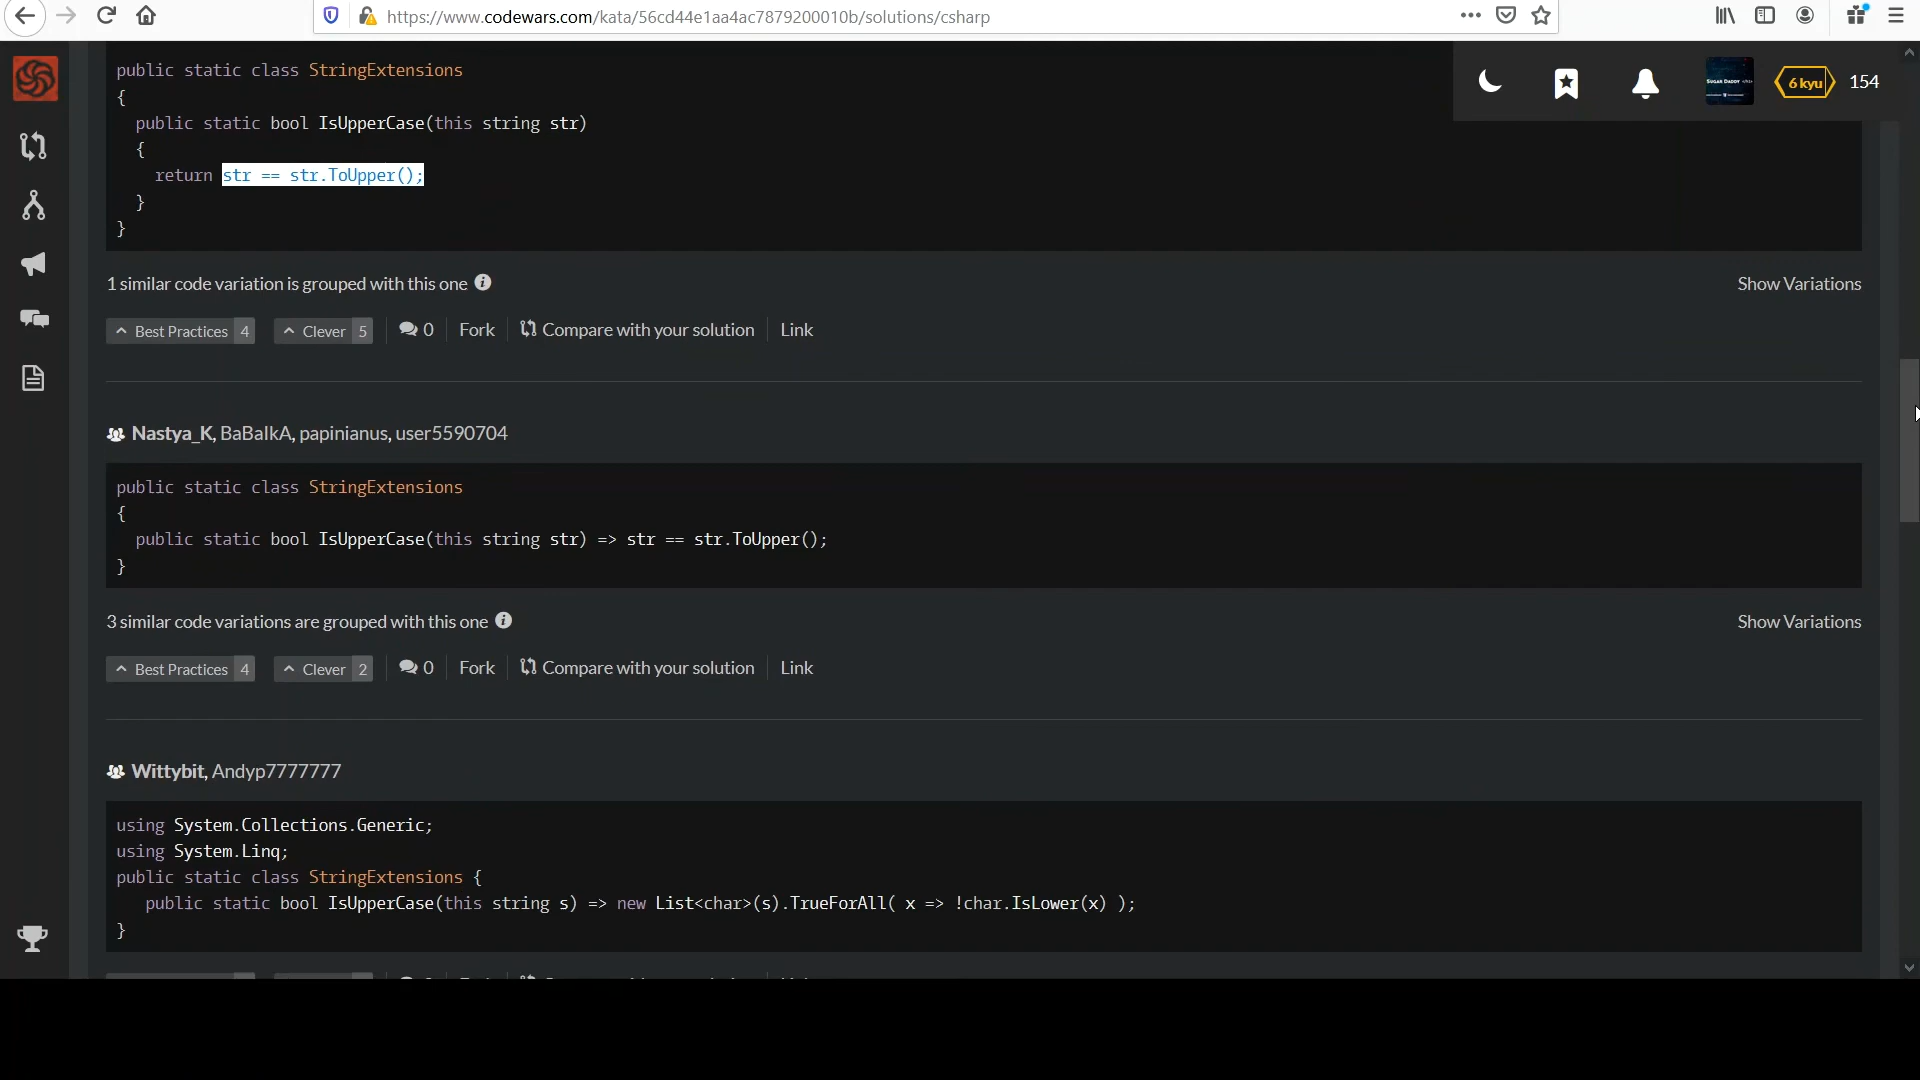 https://www.codewars.com/kata/56cd44e1aa4ac7879200010b/solutions/csharp
SUGAR DADDY
6 kyu
154
public static class StringExtensions
{
public static bool IsUpperCase(this string str)
{
return str == str.ToUpper();
}
}
1 similar code variation is grouped with this one
Show Variations
Best Practices 4
Clever 5
0
Fork
Compare with your solution
Link
Nastya_K, BaBalkA, papinianus, user5590704
public static class StringExtensions
{
public static bool IsUpperCase(this string str) => str == str.ToUpper();
}
3 similar code variations are grouped with this one
Show Variations
Best Practices 4
Clever 2
0
Fork
Compare with your solution
Link
Wittybit, Andyp7777777
using System.Collections.Generic;
using System.Linq;
public static class StringExtensions {
public static bool IsUpperCase(this string s) => new List<char>(s).TrueForAll( x => !char.IsLower(x) );
}